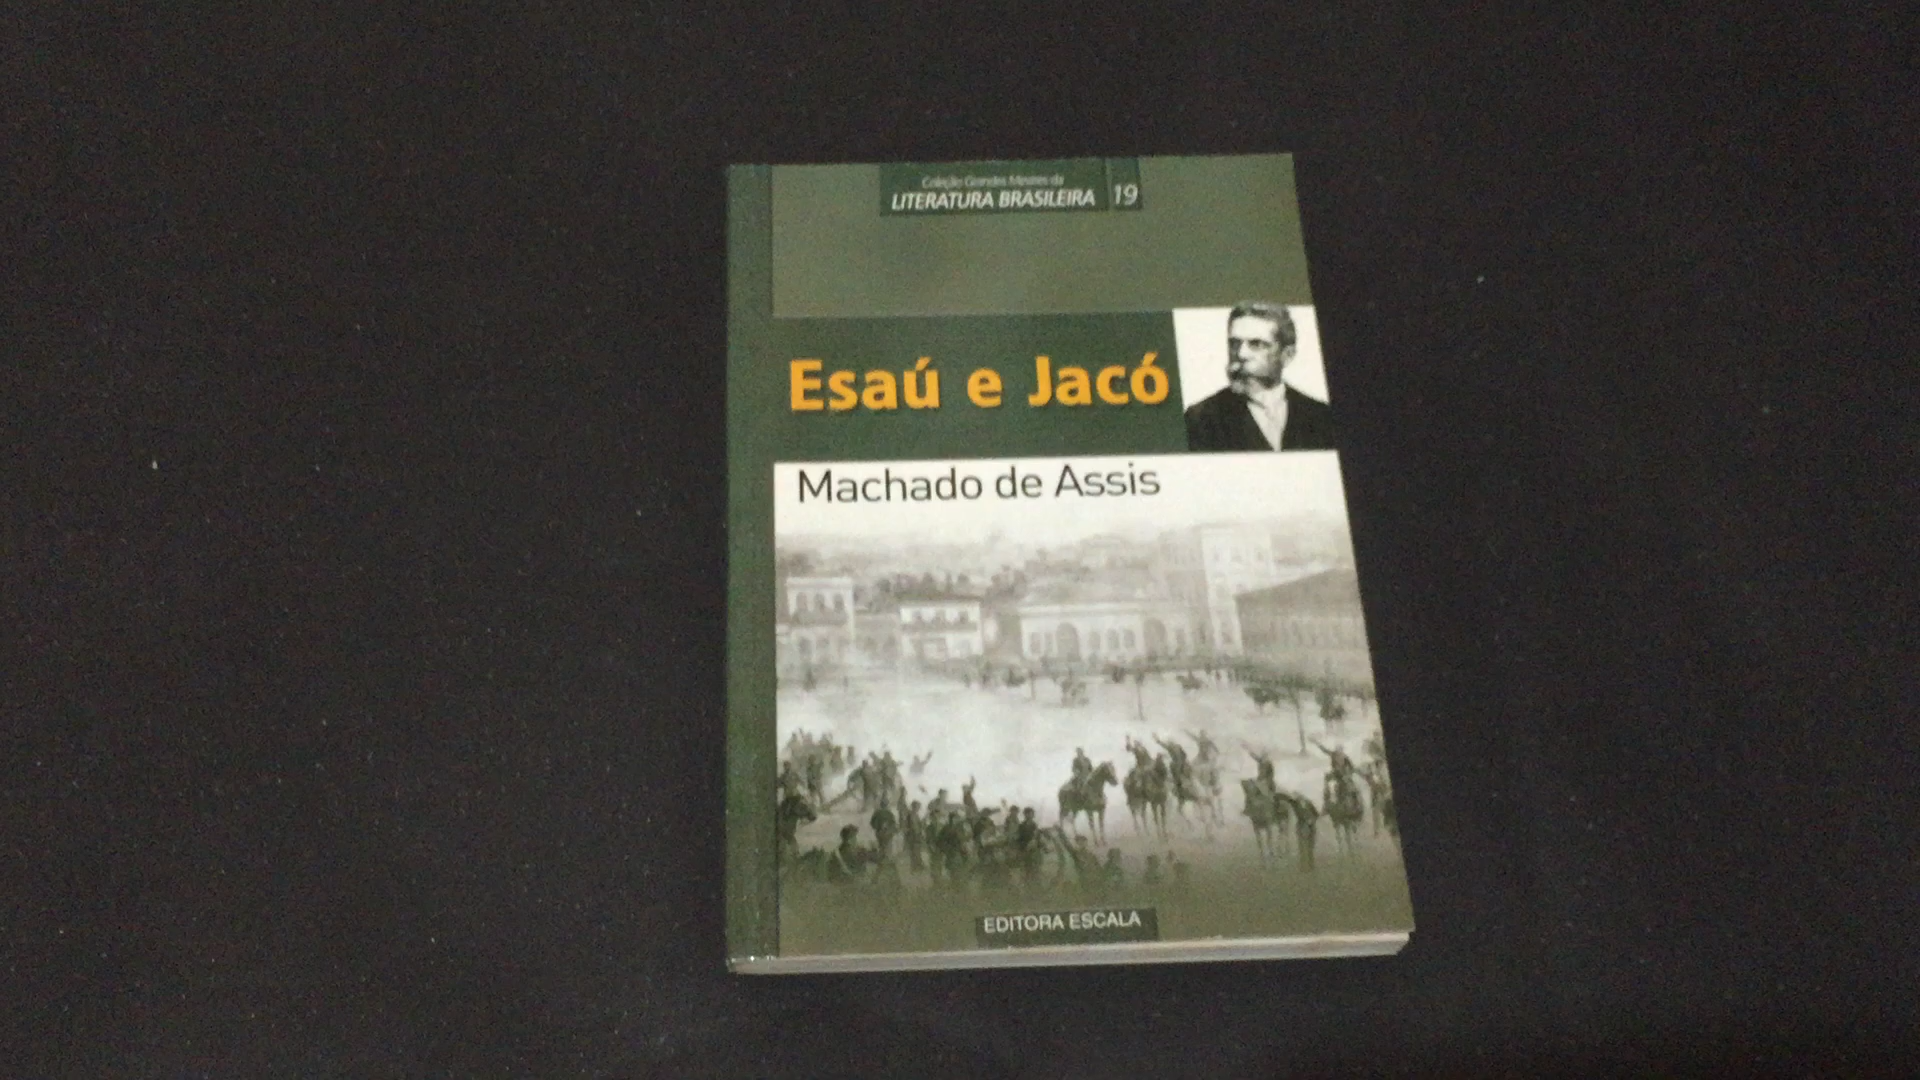 Coleção Grandes Mestres da
LITERATURA BRASILEIRA 19
Esaú e Jacó
Machado de Assis
EDITORA ESCALA